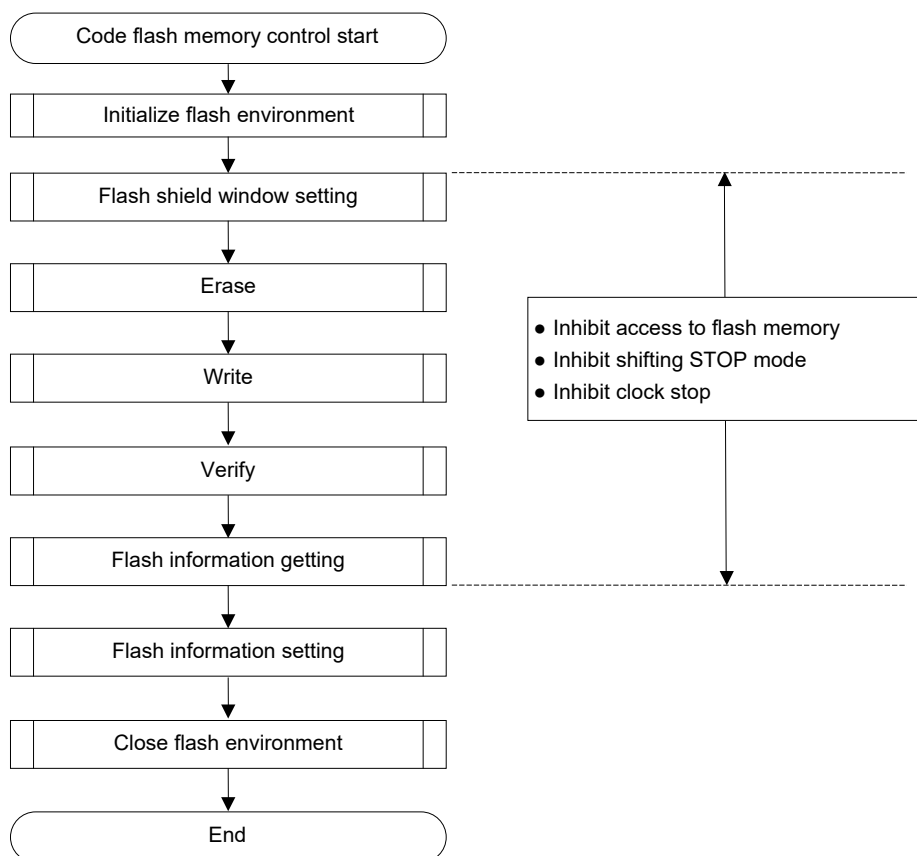 Code flash memory control start
Initialize flash environment
Flash shield window setting
Erase
Write
Verify
Flash information getting
Flash information setting
Close flash environment
End
● Inhibit access to flash memory
● Inhibit shifting STOP mode
● Inhibit clock stop